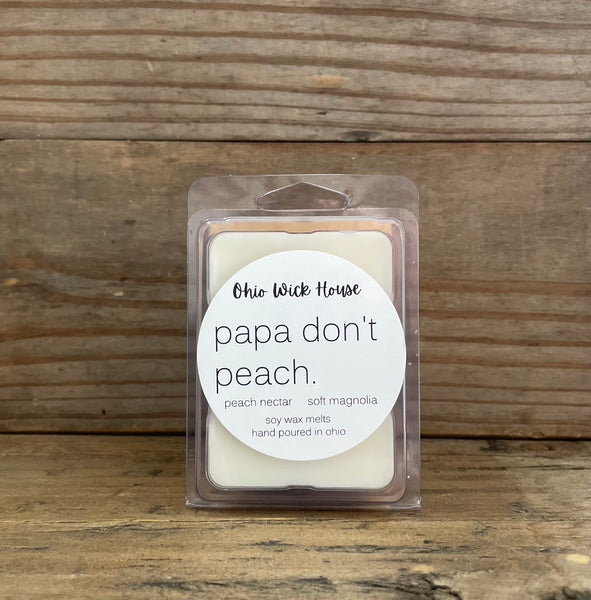 Ohio Wick House
papa don't
peach.
peach nectar soft magnolia
soy wax melts
hand poured in ohio